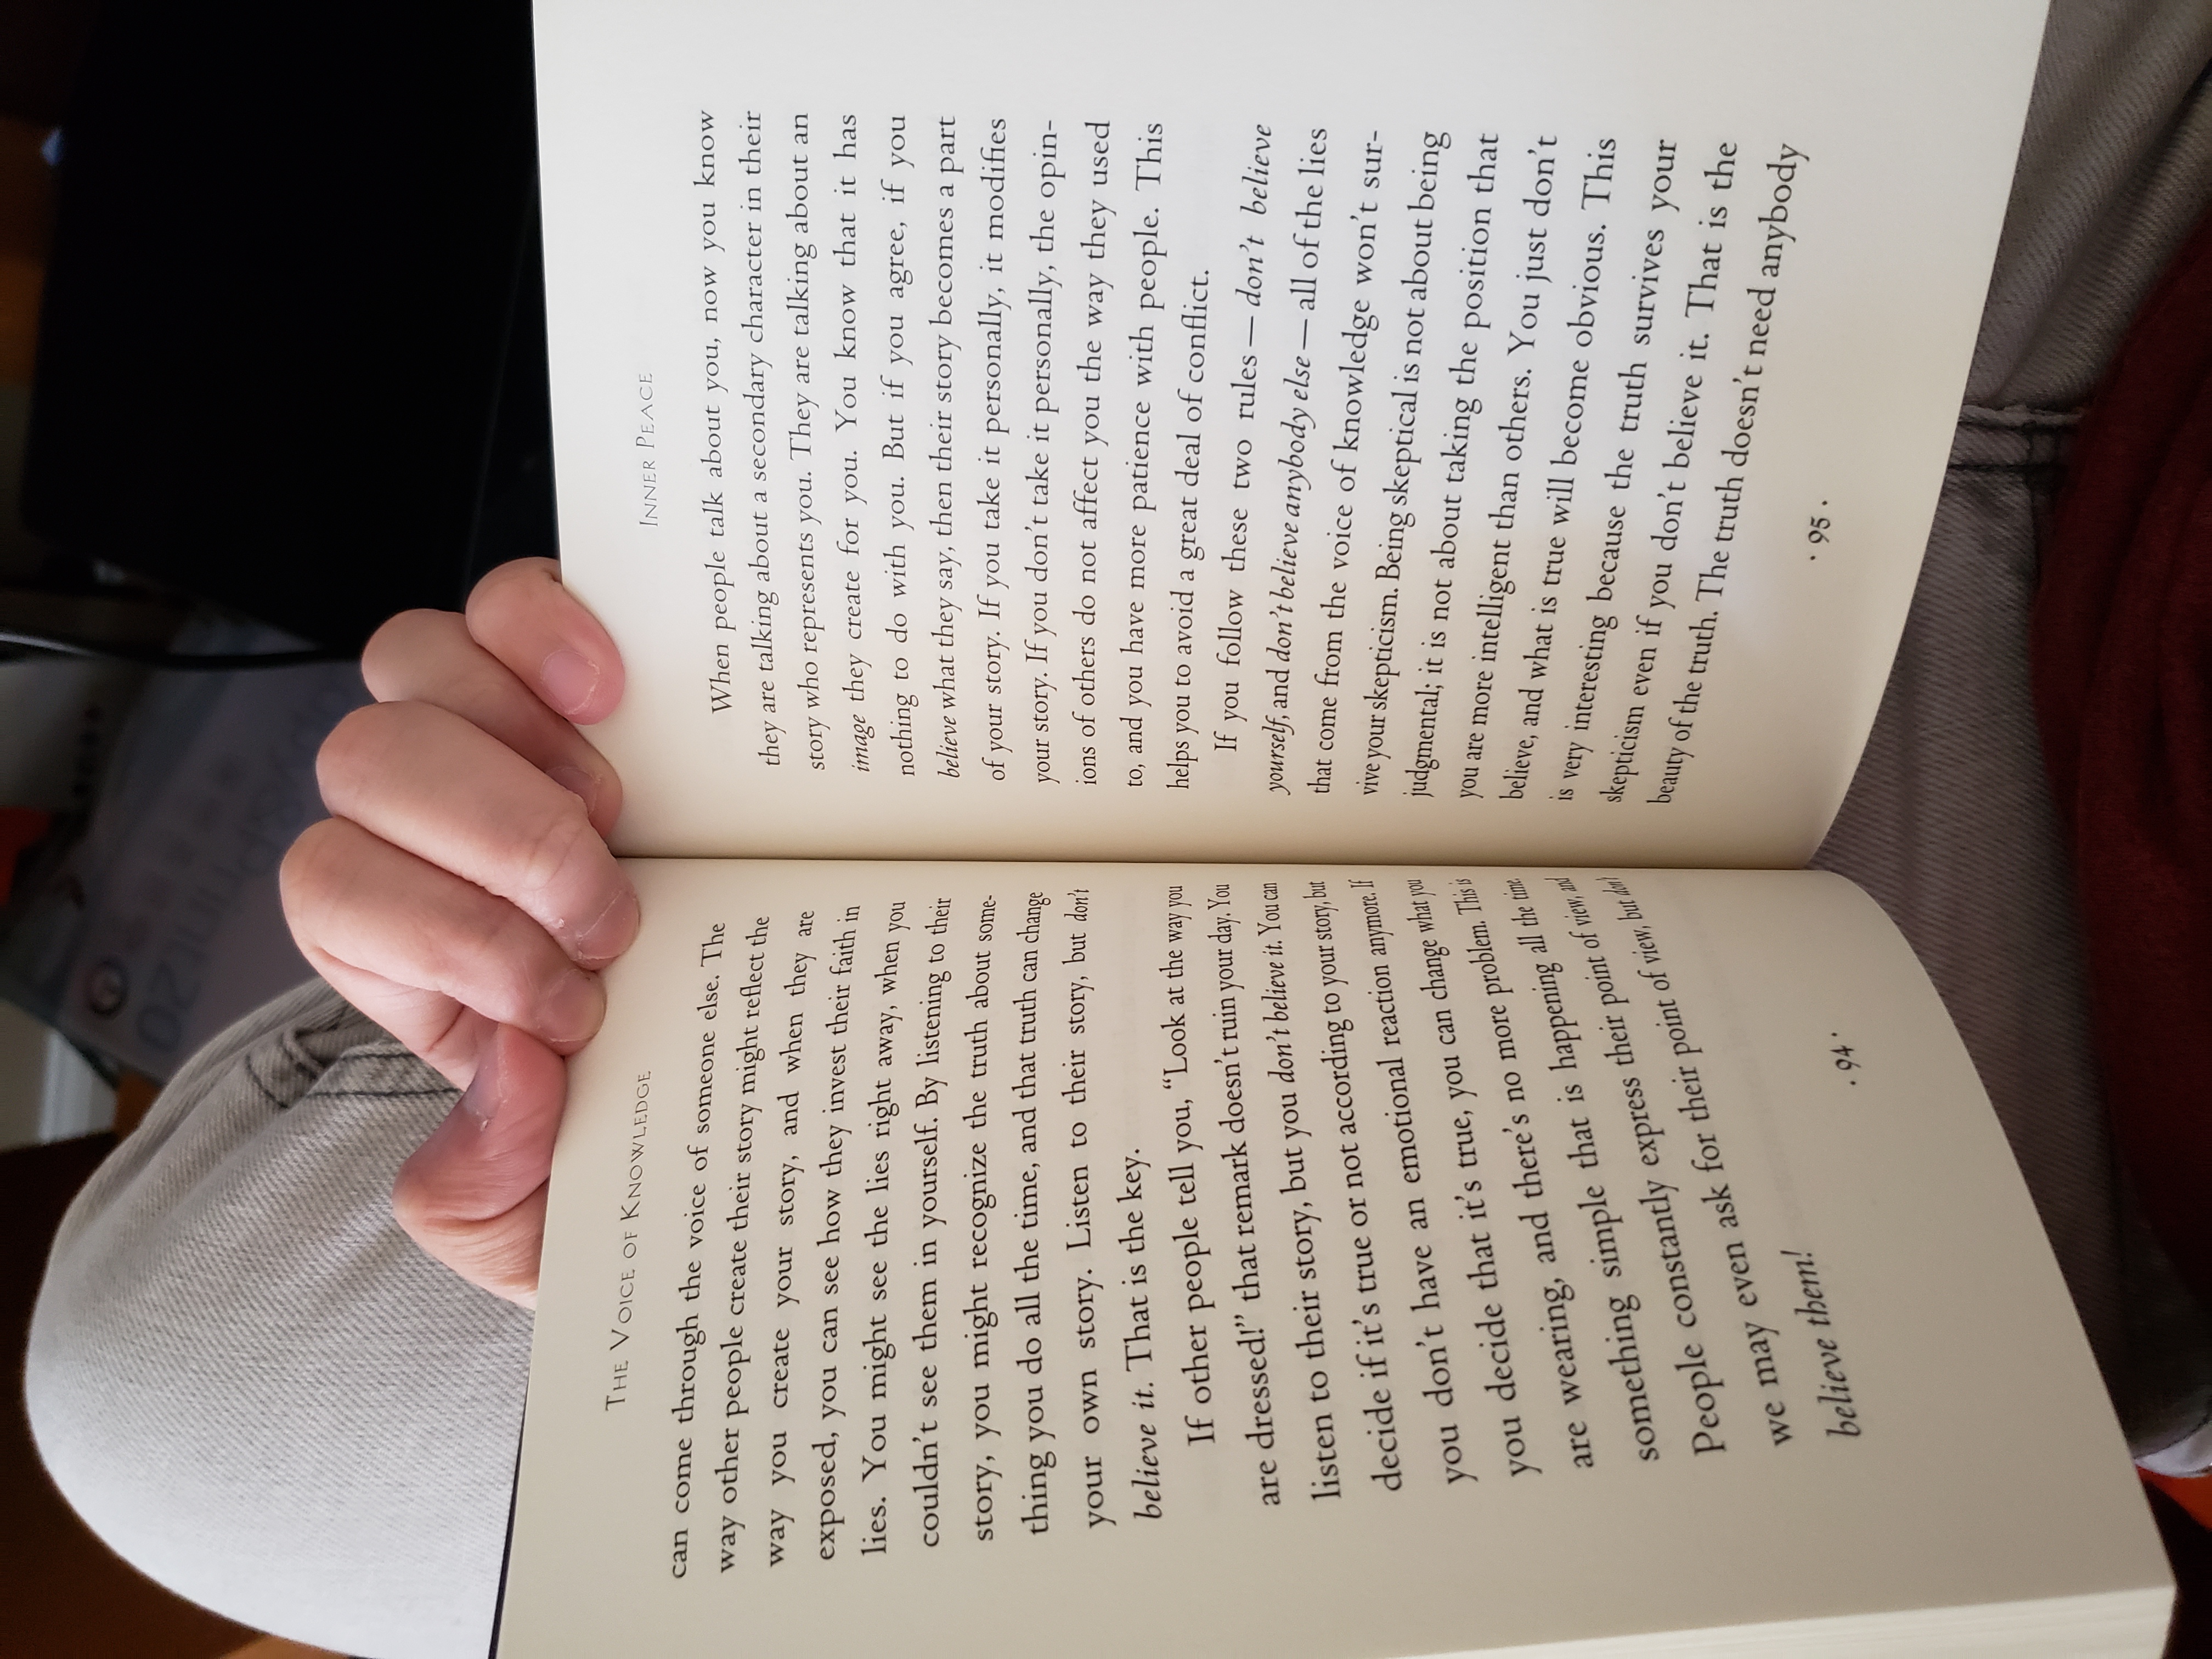 THE VOICE OF KNOWLEDGE
can come through the voice of someone else. The
way other people create their story might reflect the
way you create your story, and when they are
exposed, you can see how they invest their faith in
lies. You might see the lies right away, when you
couldn't see them in yourself. By listening to their
story, you might recognize the truth about some-
thing you do all the time, and that truth can change
your own story. Listen to their story, but don't
believe it. That is the key.
If other people tell you, “Look at the way you
are dressed!” that remark doesn't ruin your day. You
listen to their story, but you don't believe it. You can
decide if it's true or not according to your story, but
you don't have an emotional reaction anymore. If
you decide that it's true, you can change what you
are wearing, and there's no more problem. This is
something simple that is happening all the time.
People constantly express their point of view, and
we may even ask for their point of view, but don't
believe them!
· 94 ·
INNER PEACE
When people talk about you, now you know
they are talking about a secondary character in their
story who represents you. They are talking about an
image they create for you. You know that it has
nothing to do with you. But if you agree, if you
believe what they say, then their story becomes a part
of your story. If you take it personally, it modifies
your story. If you don't take it personally, the opin-
ions of others do not affect you the way they used
to, and you have more patience with people. This
helps you to avoid a great deal of conflict.
If you follow these two rules — don't believe
yourself, and don't believe anybody else — all of the lies
that come from the voice of knowledge won't sur-
vive your skepticism. Being skeptical is not about being
judgmental; it is not about taking the position that
you are more intelligent than others. You just don't
believe, and what is true will become obvious. This
is very interesting because the truth survives your
skepticism even if you don't believe it. That is the
beauty of the truth. The truth doesn't need anybody
· 95 ·